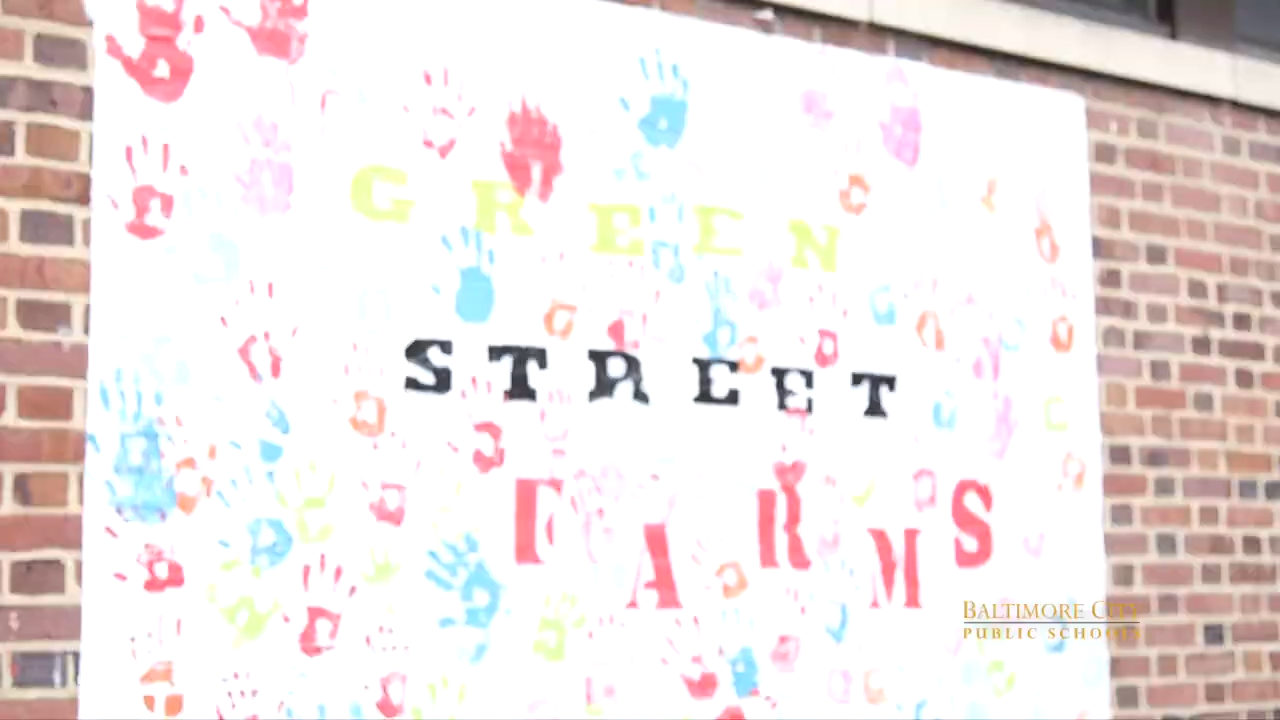 GREEN
STREET
FARMS
BALTIMORE CITY
PUBLIC SCHOOLS